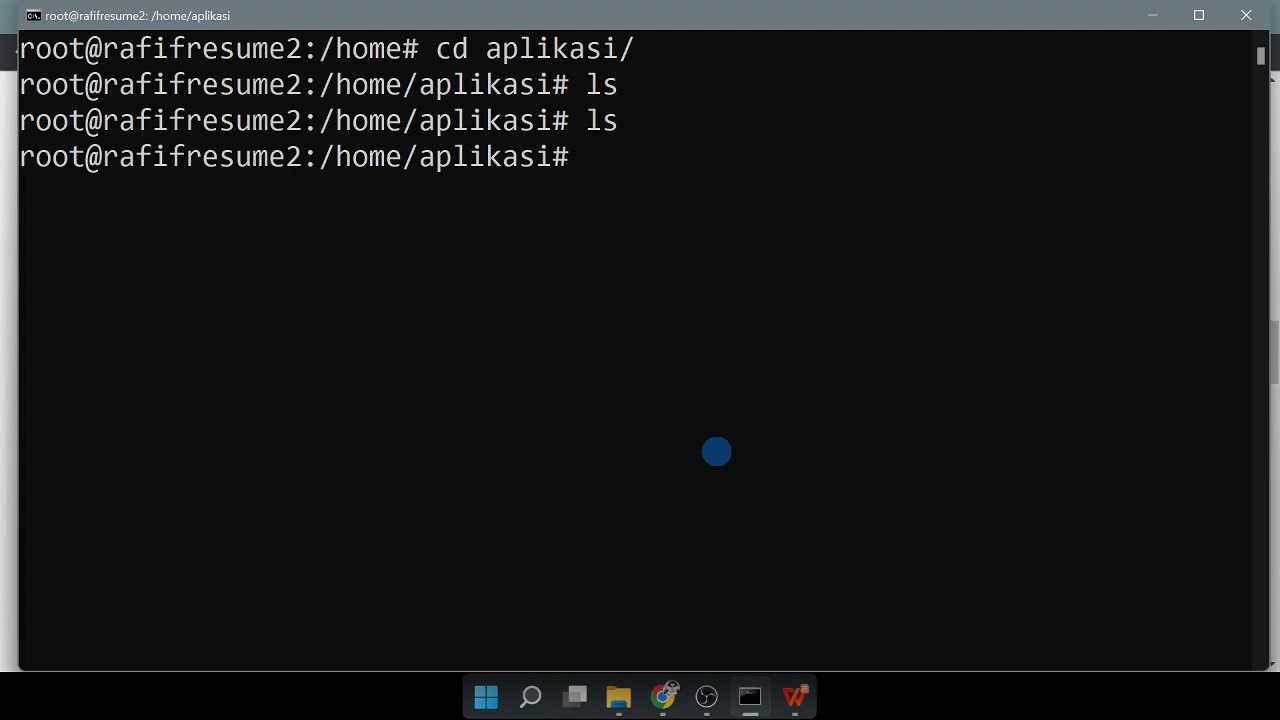 root@rafifresume2: /home/aplikasi
root@rafifresume2:/home# cd aplikasi/
root@rafifresume2:/home/aplikasi# ls
root@rafifresume2:/home/aplikasi# ls
root@rafifresume2:/home/aplikasi#